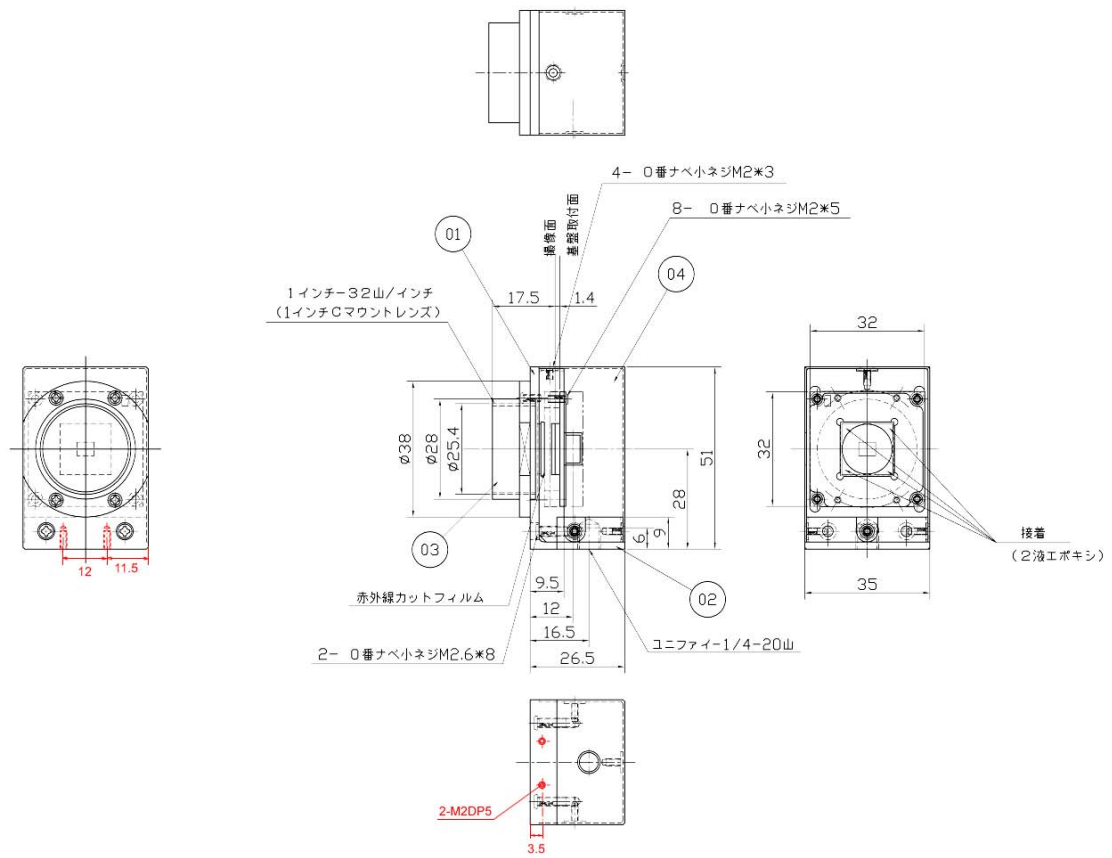 4- 0番ナベ小ネジM2*3
8- 0番ナベ小ネジM2*5
撮像面
基盤取付面
01
04
1インチ-32山/インチ
(1インチCマウントレンズ)
17.5
1.4
32
Ø38
Ø28
Ø25.4
51
28
32
6
9
03
接着
(2液エポキシ)
12
11.5
9.5
02
35
赤外線カットフィルム
12
16.5
ユニファイ-1/4-20山
2- 0番ナベ小ネジM2.6*8
26.5
2-M2DP5
3.5